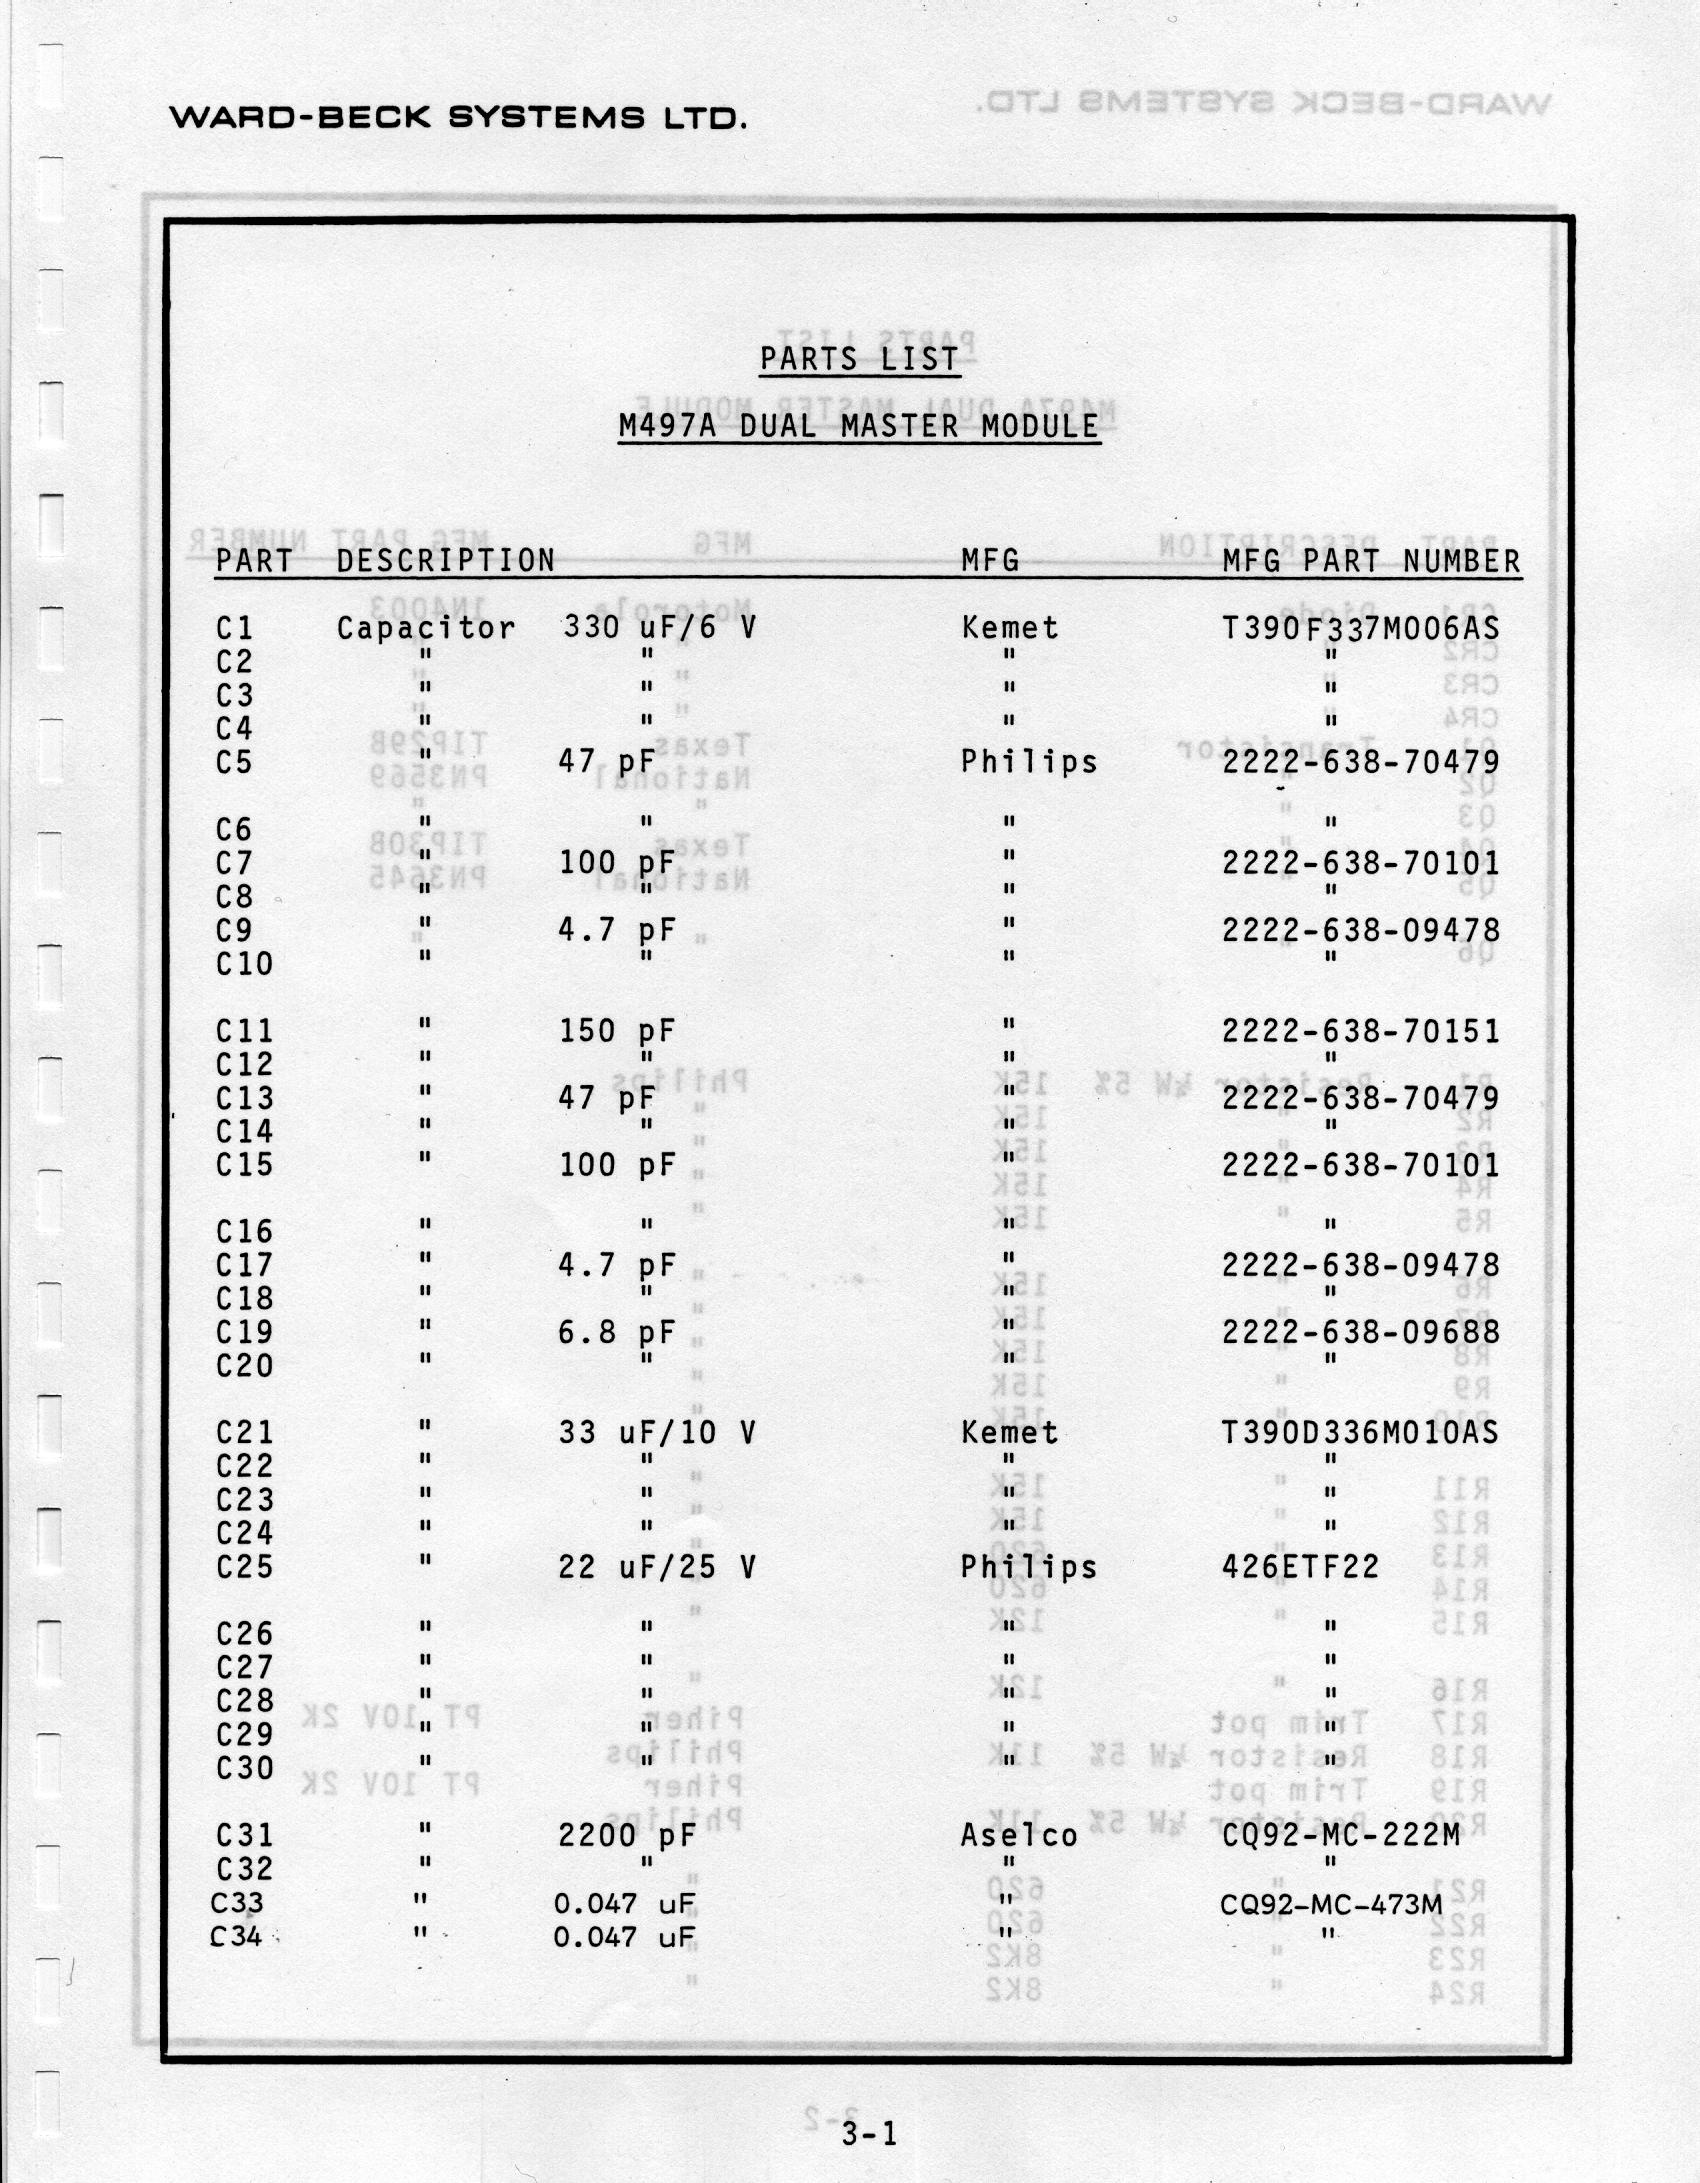 WARD-BECK SYSTEMS LTD.
PARTS LIST
M497A DUAL MASTER MODULE
PART DESCRIPTION MFG MFG PART NUMBER
C1 Capacitor 330 uF/6 V Kemet T390F337M006AS
C2 " " " "
C3 " " " "
C4 " " " "
C5 " 47 pF Philips 2222-638-70479
C6 " " " "
C7 " 100 pF " 2222-638-70101
C8 " " " "
C9 " 4.7 pF " 2222-638-09478
C10 " " " "
C11 " 150 pF " 2222-638-70151
C12 " " " "
C13 " 47 pF " 2222-638-70479
C14 " " " "
C15 " 100 pF " 2222-638-70101
C16 " " " "
C17 " 4.7 pF " 2222-638-09478
C18 " " " "
C19 " 6.8 pF " 2222-638-09688
C20 " " " "
C21 " 33 uF/10 V Kemet T390D336M010AS
C22 " " " "
C23 " " " "
C24 " " " "
C25 " 22 uF/25 V Philips 426ETF22
C26 " " " "
C27 " " " "
C28 " " " "
C29 " " " "
C30 " " " "
C31 " 2200 pF Aselco CQ92-MC-222M
C32 " " " "
C33 " 0.047 uF " CQ92-MC-473M
C34 " 0.047 uF " "
3-1